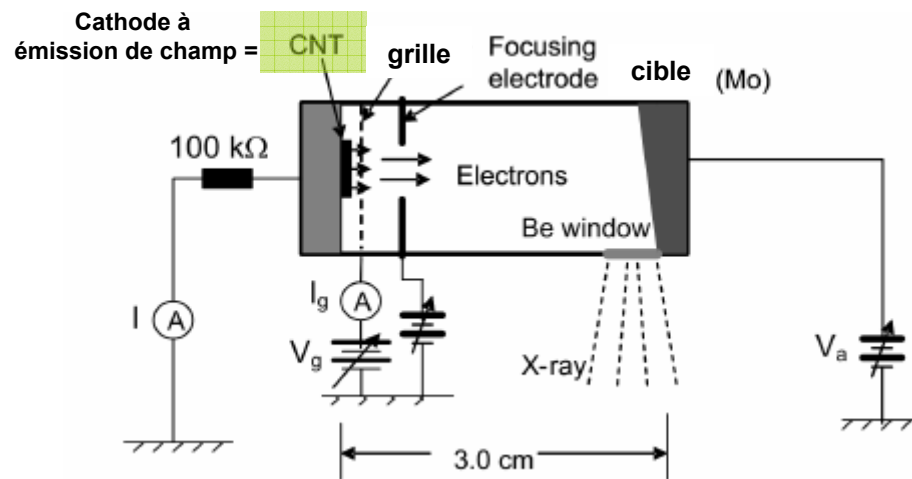 Cathode à
émission de champ = CNT
grille
Focusing
electrode
cible
(Mo)
100 kΩ
Electrons
Be window
I
A
Ig
A
Vg
X-ray
Va
3.0 cm